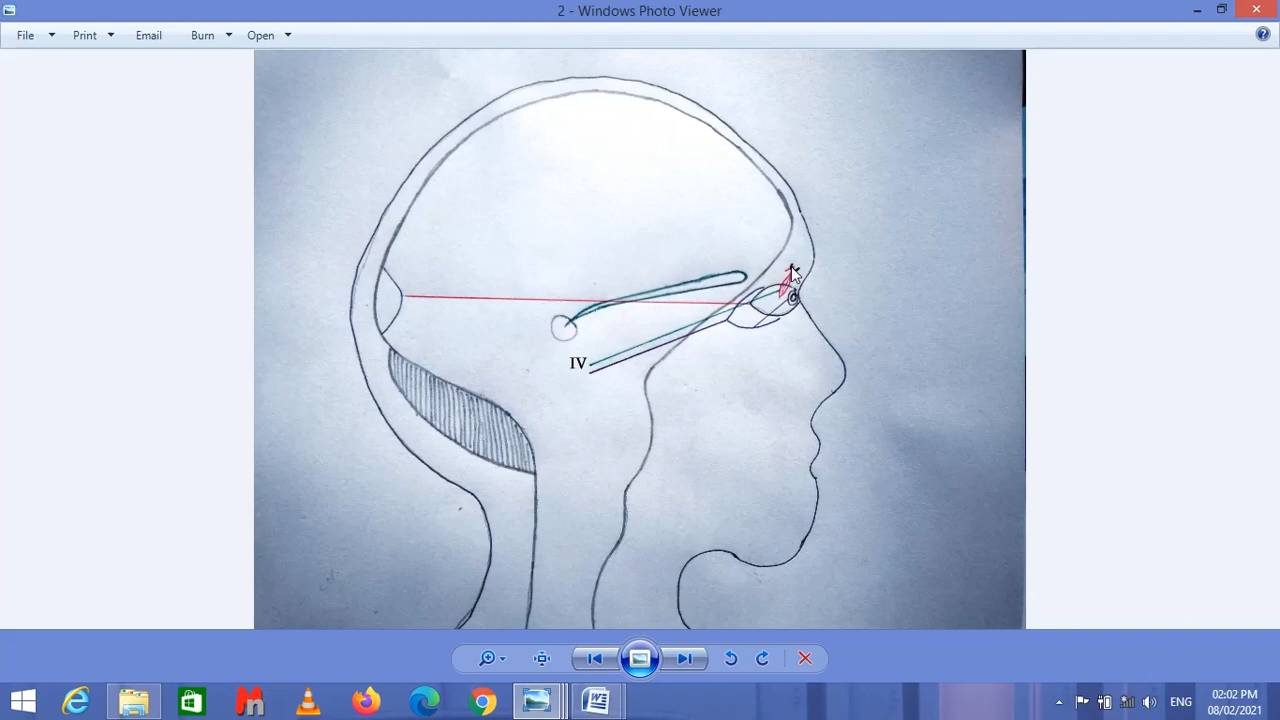 2 - Windows Photo Viewer
File Print Email Burn Open
IV
ENG
02:02 PM
08/02/2021